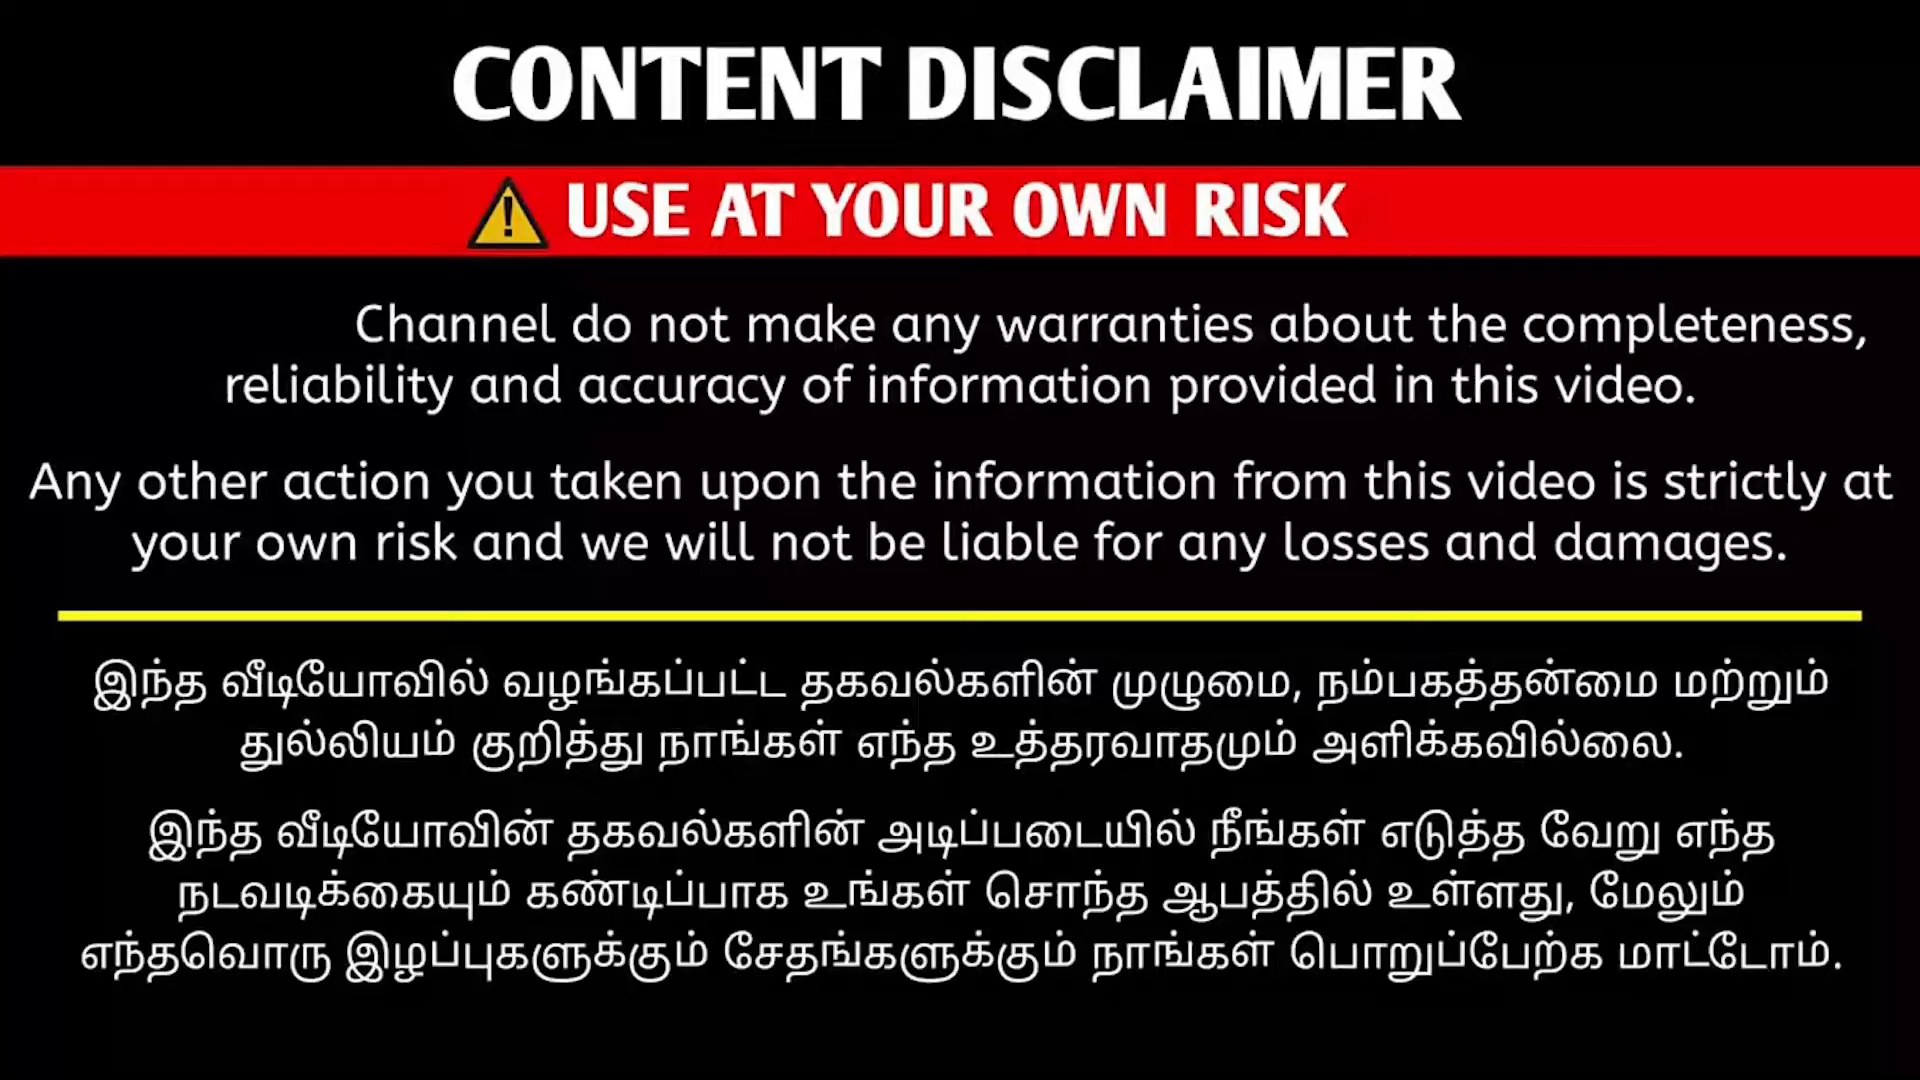 CONTENT DISCLAIMER
USE AT YOUR OWN RISK
Channel do not make any warranties about the completeness,
reliability and accuracy of information provided in this video.
Any other action you taken upon the information from this video is strictly at
your own risk and we will not be liable for any losses and damages.
இந்த வீடியோவில் வழங்கப்பட்ட தகவல்களின் முழுமை, நம்பகத்தன்மை மற்றும்
துல்லியம் குறித்து நாங்கள் எந்த உத்தரவாதமும் அளிக்கவில்லை.
இந்த வீடியோவின் தகவல்களின் அடிப்படையில் நீங்கள் எடுத்த வேறு எந்த
நடவடிக்கையும் கண்டிப்பாக உங்கள் சொந்த ஆபத்தில் உள்ளது, மேலும்
எந்தவொரு இழப்புகளுக்கும் சேதங்களுக்கும் நாங்கள் பொறுப்பேற்க மாட்டோம்.